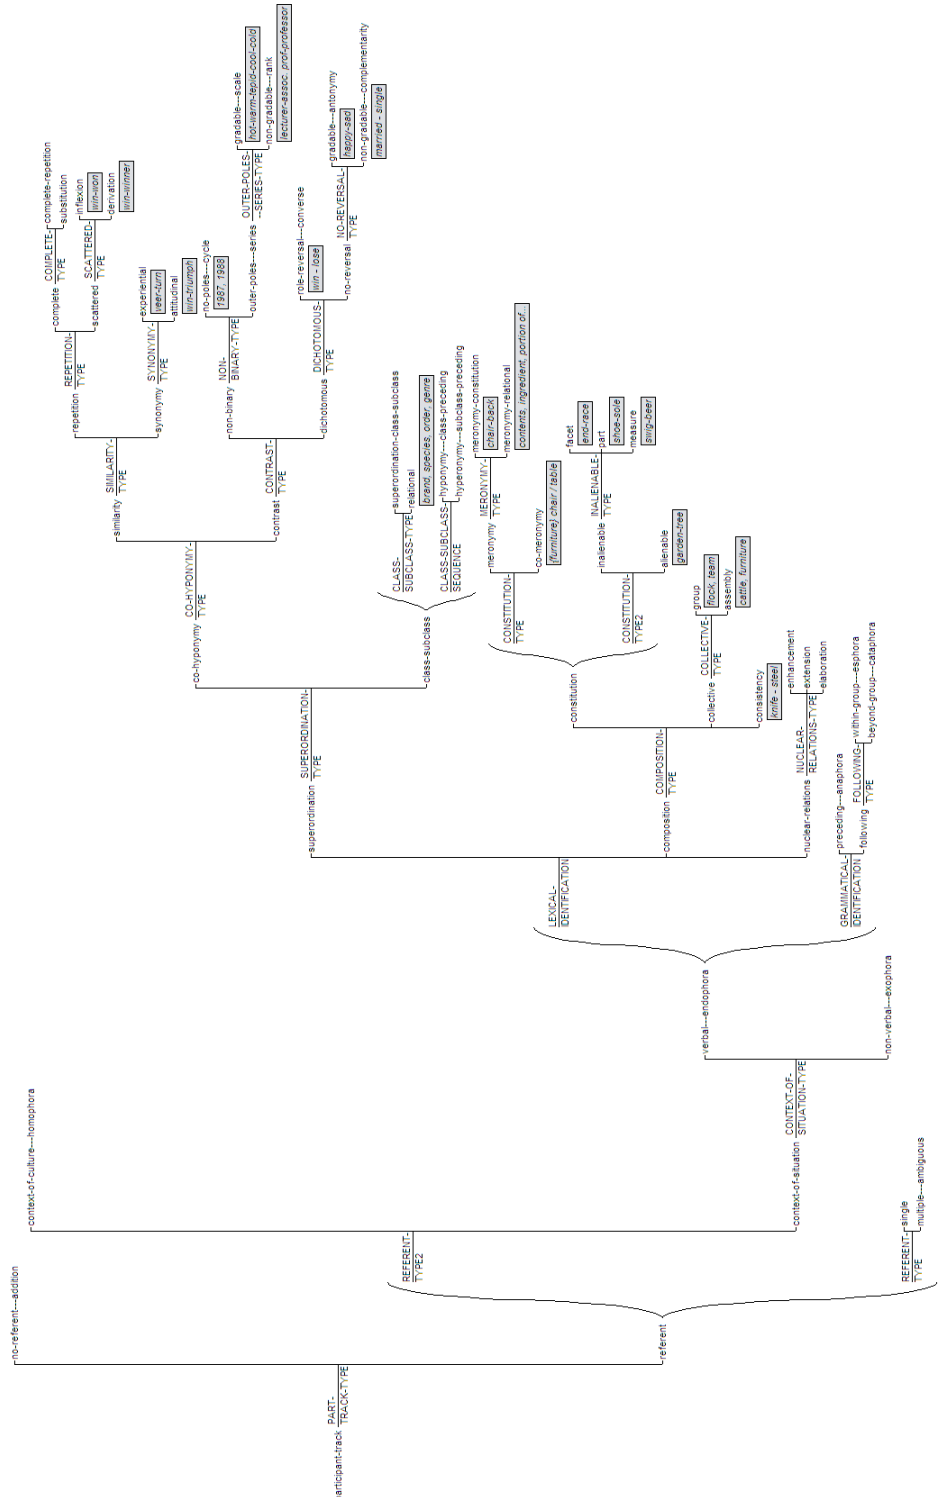 participant-track
PART-
TRACK-TYPE
no-referent---addition
referent
REFERENT-
TYPE2
context-of-culture---homophora
context-of-situation
CONTEXT-OF-
SITUATION-TYPE
verbal---endophora
LEXICAL-
IDENTIFICATION
superordination
SUPERORDINATION-
TYPE
co-hyponymy
CO-HYPONYMY-
TYPE
similarity
SIMILARITY-
TYPE
repetition
REPETITION-
TYPE
complete
COMPLETE-
TYPE
complete-repetition
substitution
scattered
SCATTERED-
TYPE
inflexion
win-won
derivation
win-winner
synonymy
SYNONYMY-
TYPE
experiential
veer-turn
attitudinal
win-triumph
contrast
CONTRAST-
TYPE
non-binary
NON-
BINARY-TYPE
no-poles---cycle
1987, 1988
outer-poles---series
OUTER-POLES-
--SERIES-TYPE
gradable---scale
hot-warm-tepid-cool-cold
non-gradable---rank
lecturer-assoc. prof-professor
dichotomous
DICHOTOMOUS-
TYPE
role-reversal---converse
win - lose
no-reversal
NO-REVERSAL-
TYPE
gradable---antonymy
happy-sad
non-gradable---complementarity
married - single
class-subclass
CLASS-
SUBCLASS-TYPE
superordination-class-subclass
relational
brand, species, order, genre
CLASS-SUBCLASS-
SEQUENCE
hyponymy---class-preceding
hyperonymy---subclass-preceding
composition
COMPOSITION-
TYPE
constitution
CONSTITUTION-
TYPE
meronymy
MERONYMY-
TYPE
meronymy-constitution
chair-back
meronymy-relational
contents, ingredient, portion of...
co-meronymy
{furniture} chair / table
CONSTITUTION-
TYPE2
inalienable
INALIENABLE-
TYPE
facet
end-race
part
shoe-sole
measure
swig-beer
alienable
garden-tree
collective
COLLECTIVE-
TYPE
group
flock, team
assembly
cattle, furniture
consistency
knife - steel
nuclear-relations
NUCLEAR-
RELATIONS-TYPE
enhancement
extension
elaboration
GRAMMATICAL-
IDENTIFICATION
preceding---anaphora
following
FOLLOWING-
TYPE
within-group---esphora
beyond-group---cataphora
non-verbal---exophora
REFERENT-
TYPE
single
multiple---ambiguous